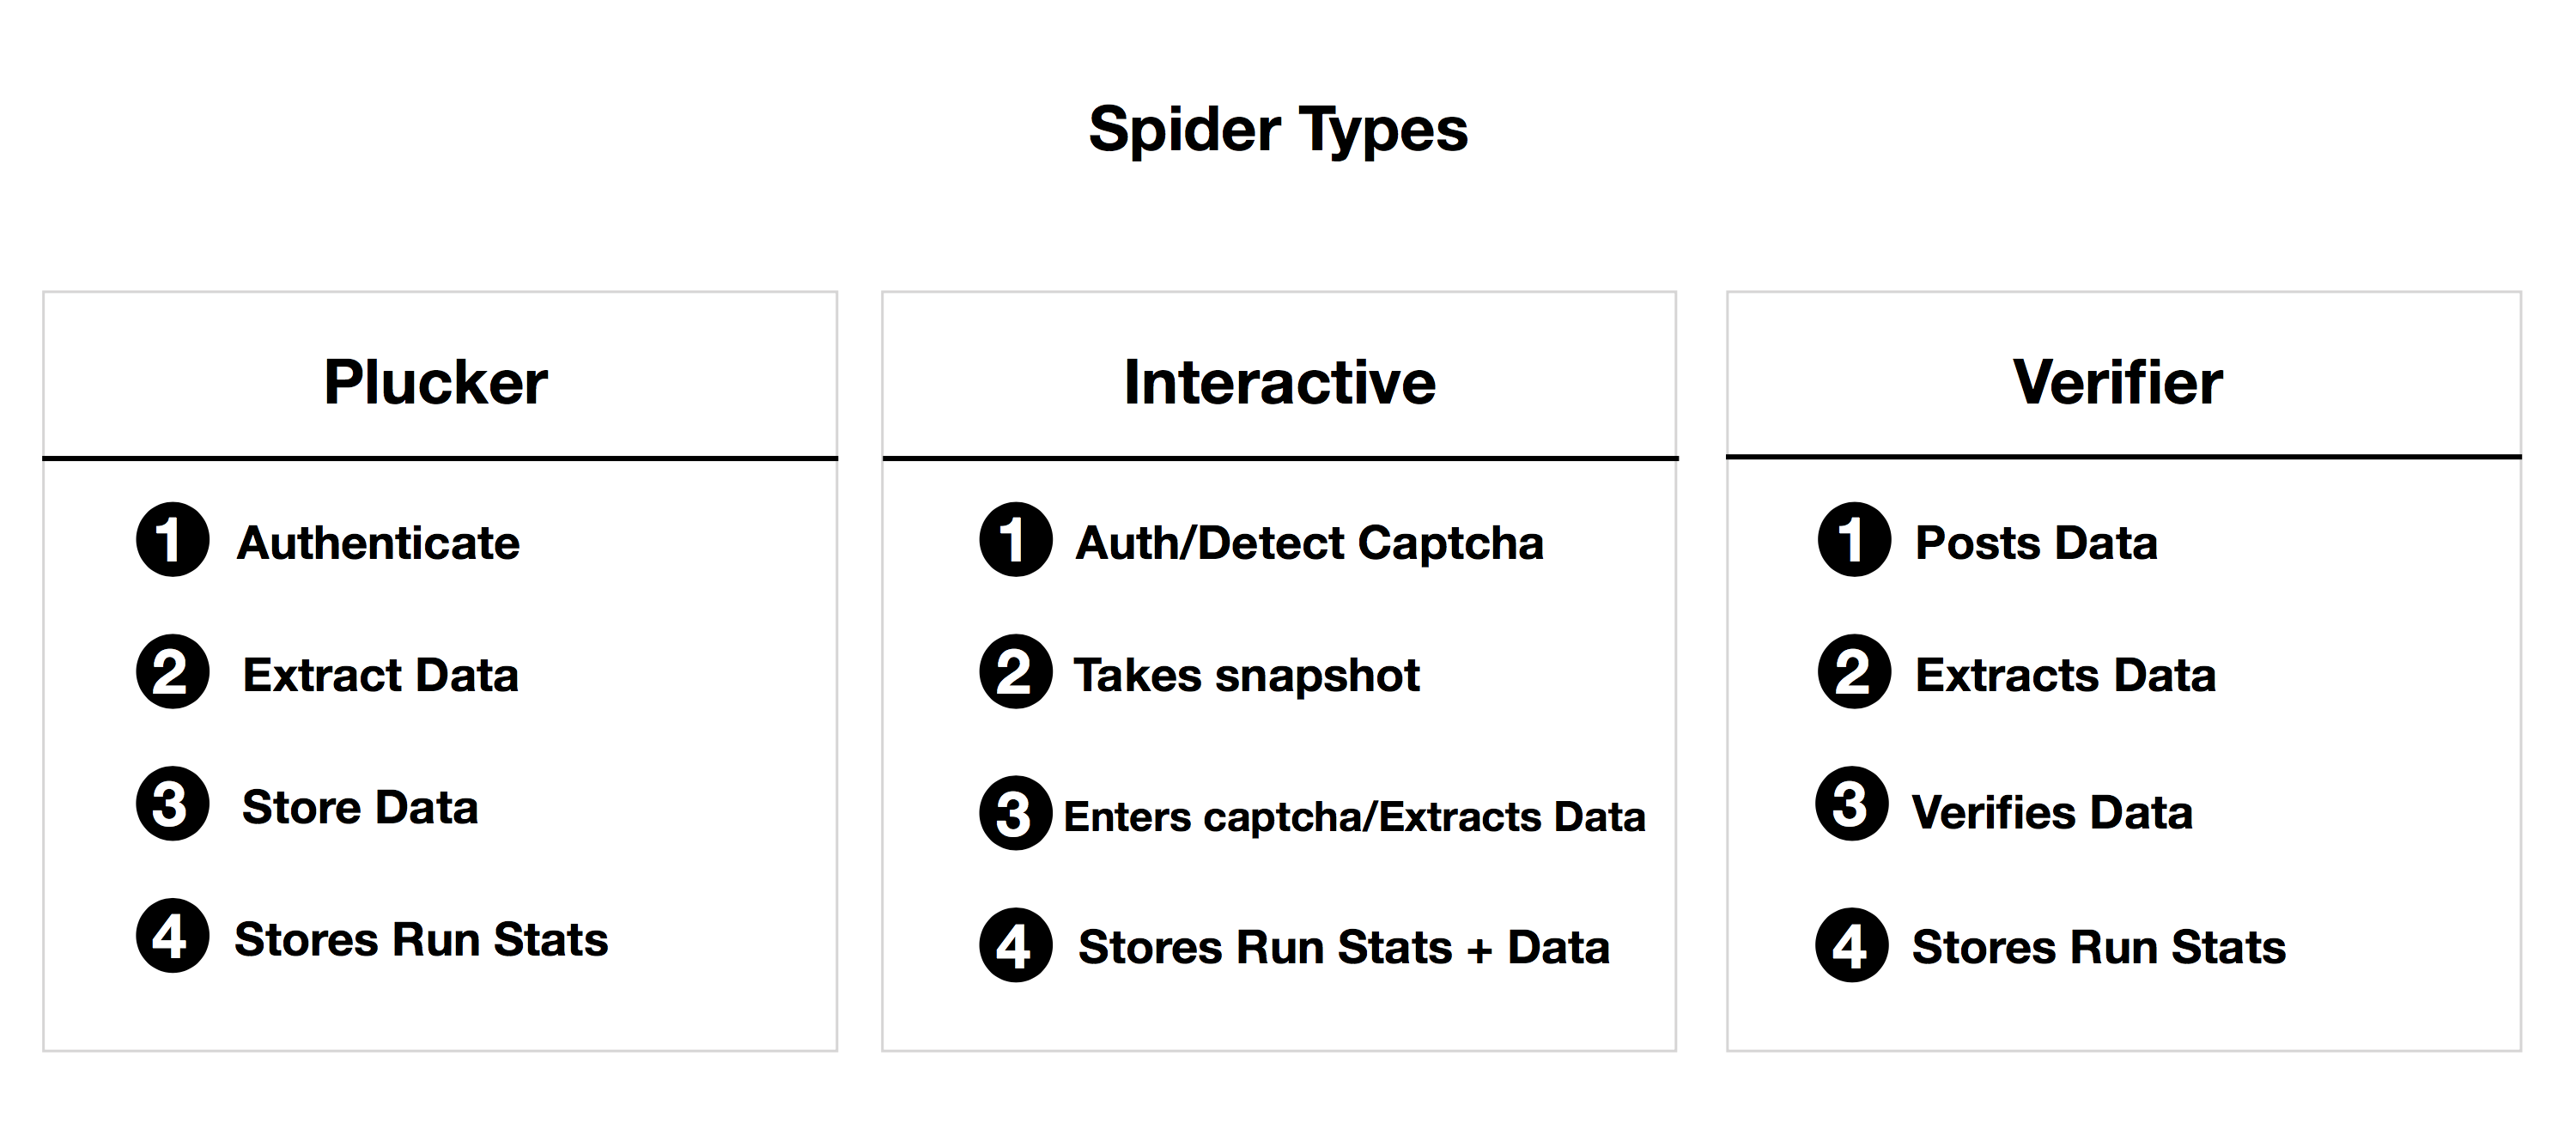 Spider Types
Plucker
1 Authenticate
2 Extract Data
3 Store Data
4 Stores Run Stats
Interactive
1 Auth/Detect Captcha
2 Takes snapshot
3 Enters captcha/Extracts Data
4 Stores Run Stats + Data
Verifier
1 Posts Data
2 Extracts Data
3 Verifies Data
4 Stores Run Stats